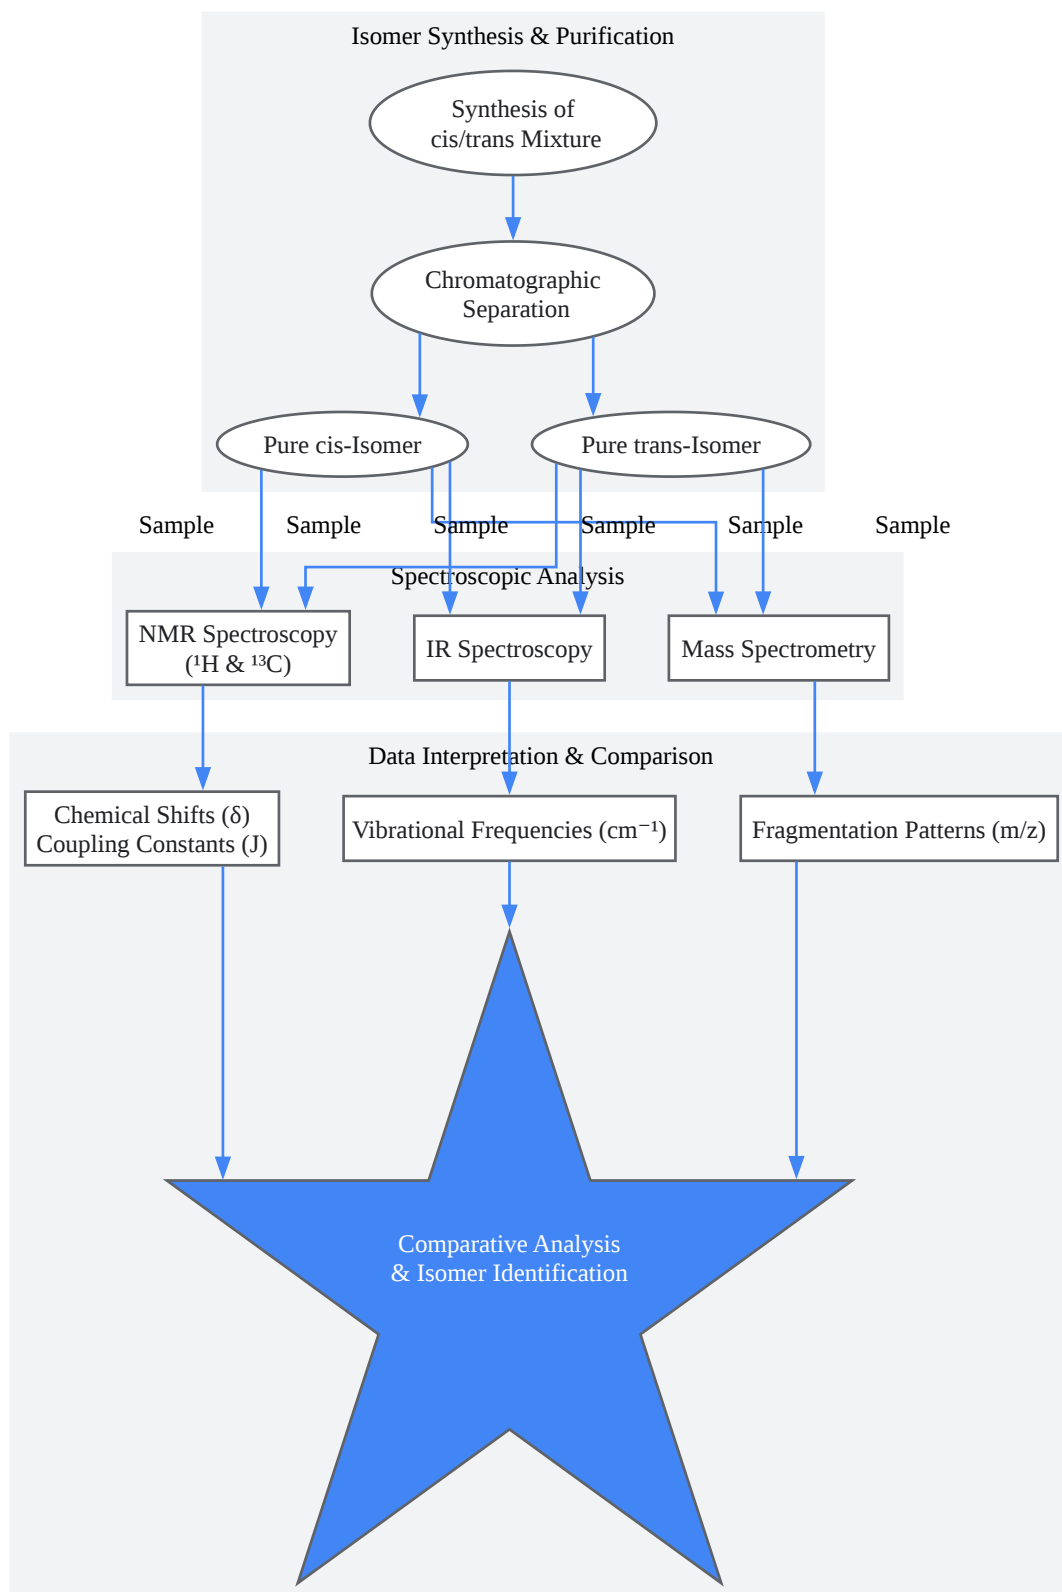 Isomer Synthesis & Purification
Synthesis of
cis/trans Mixture
Chromatographic
Separation
Pure cis-Isomer
Pure trans-Isomer
Sample Sample Sample Sample Sample Sample
Spectroscopic Analysis
NMR Spectroscopy
(¹H & ¹³C)
IR Spectroscopy
Mass Spectrometry
Data Interpretation & Comparison
Chemical Shifts (δ)
Coupling Constants (J)
Vibrational Frequencies (cm⁻¹)
Fragmentation Patterns (m/z)
Comparative Analysis
& Isomer Identification